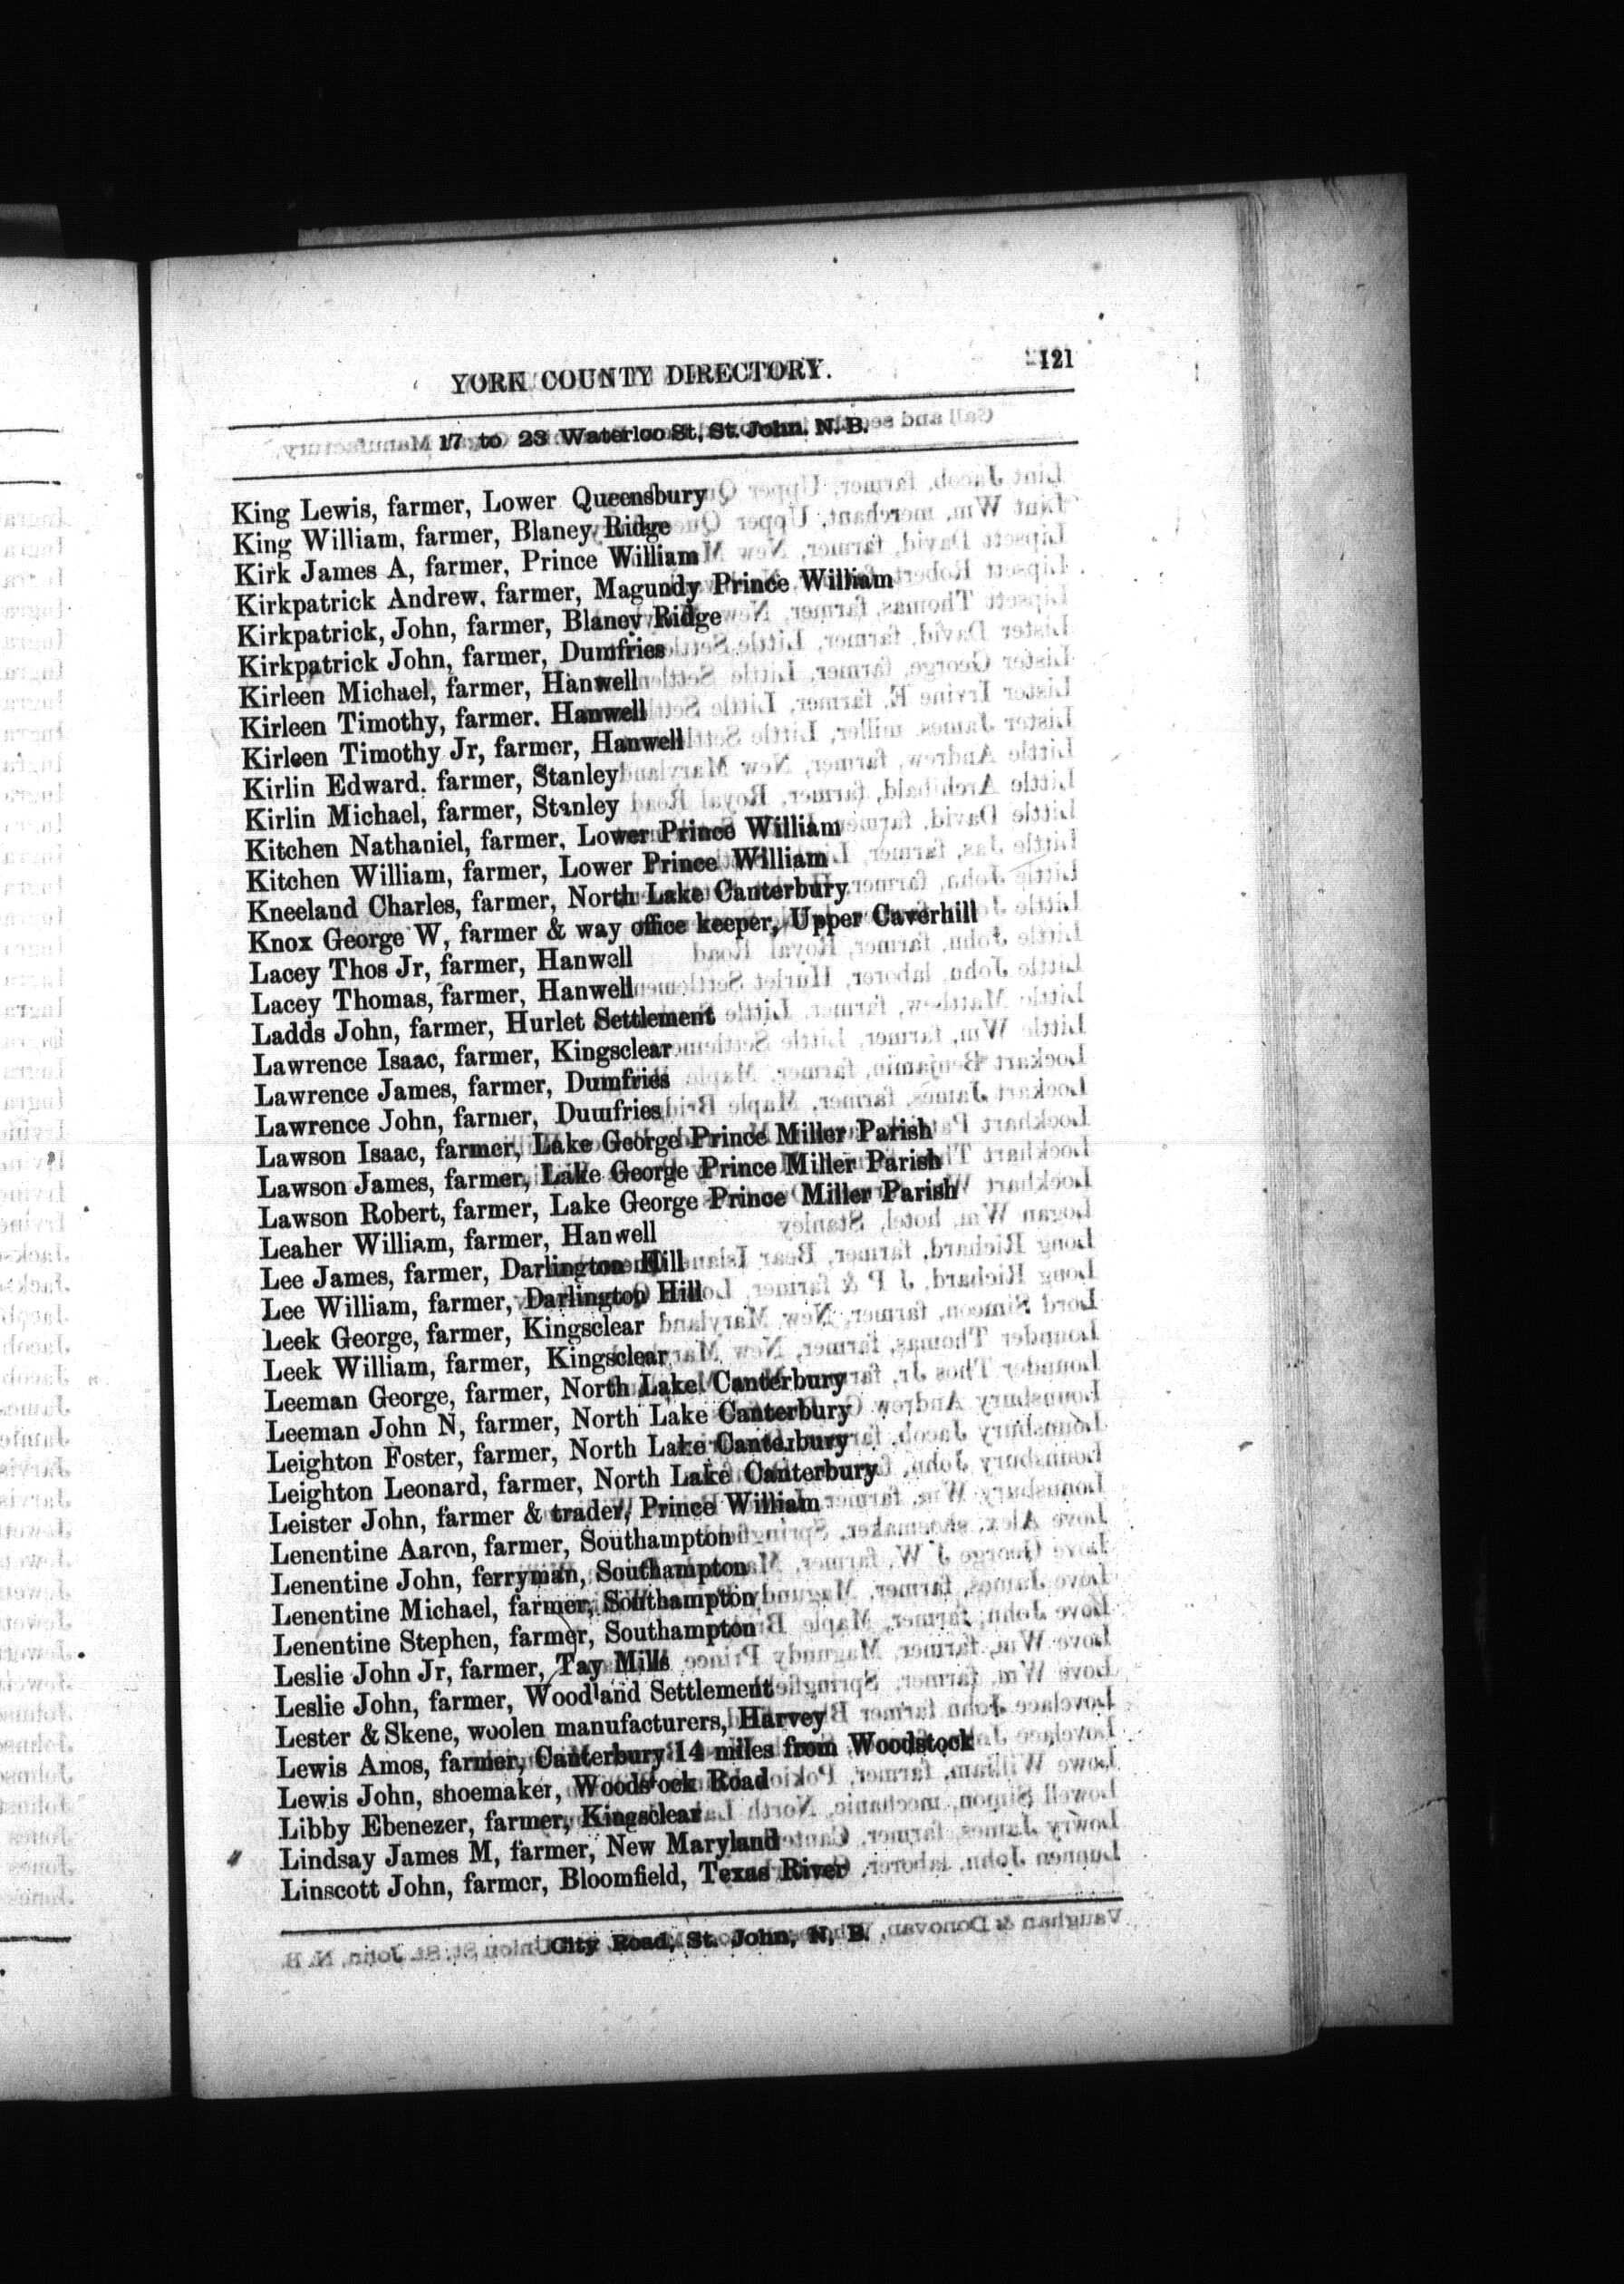 YORK COUNTY DIRECTORY. 121
17 to 23 Waterloo St, St. John. N. B.
King Lewis, farmer, Lower Queensbury
King William, farmer, Blaney Ridge
Kirk James A, farmer, Prince William
Kirkpatrick Andrew, farmer, Magundy Prince William
Kirkpatrick, John, farmer, Blaney Ridge
Kirkpatrick John, farmer, Dumfries
Kirleen Michael, farmer, Hanwell
Kirleen Timothy, farmer. Hanwell
Kirleen Timothy Jr, farmer, Hanwell
Kirlin Edward. farmer, Stanley
Kirlin Michael, farmer, Stanley
Kitchen Nathaniel, farmer, Lower Prince William
Kitchen William, farmer, Lower Prince William
Kneeland Charles, farmer, North Lake Canterbury
Knox George W, farmer & way office keeper, Upper Caverhill
Lacey Thos Jr, farmer, Hanwell
Lacey Thomas, farmer, Hanwell
Ladds John, farmer, Hurlet Settlement
Lawrence Isaac, farmer, Kingsclear
Lawrence James, farmer, Dumfries
Lawrence John, farmer, Dumfries
Lawson Isaac, farmer, Lake George Prince Miller Parish
Lawson James, farmer, Lake George Prince Miller Parish
Lawson Robert, farmer, Lake George Prince Miller Parish
Leaher William, farmer, Hanwell
Lee James, farmer, Darlington Hill
Lee William, farmer, Darlington Hill
Leek George, farmer, Kingsclear
Leek William, farmer, Kingsclear
Leeman George, farmer, North Lake Canterbury
Leeman John N, farmer, North Lake Canterbury
Leighton Foster, farmer, North Lake Canterbury
Leighton Leonard, farmer, North Lake Canterbury
Leister John, farmer & trader, Prince William
Lenentine Aaron, farmer, Southampton
Lenentine John, ferryman, Southampton
Lenentine Michael, farmer, Southampton
Lenentine Stephen, farmer, Southampton
Leslie John Jr, farmer, Tay Mills
Leslie John, farmer, Woodland Settlement
Lester & Skene, woolen manufacturers, Harvey
Lewis Amos, farmer, Canterbury 14 miles from Woodstock
Lewis John, shoemaker, Woodstock Road
Libby Ebenezer, farmer, Kingsclear
Lindsay James M, farmer, New Maryland
Linscott John, farmer, Bloomfield, Texas River
City Road, St. John, N. B.